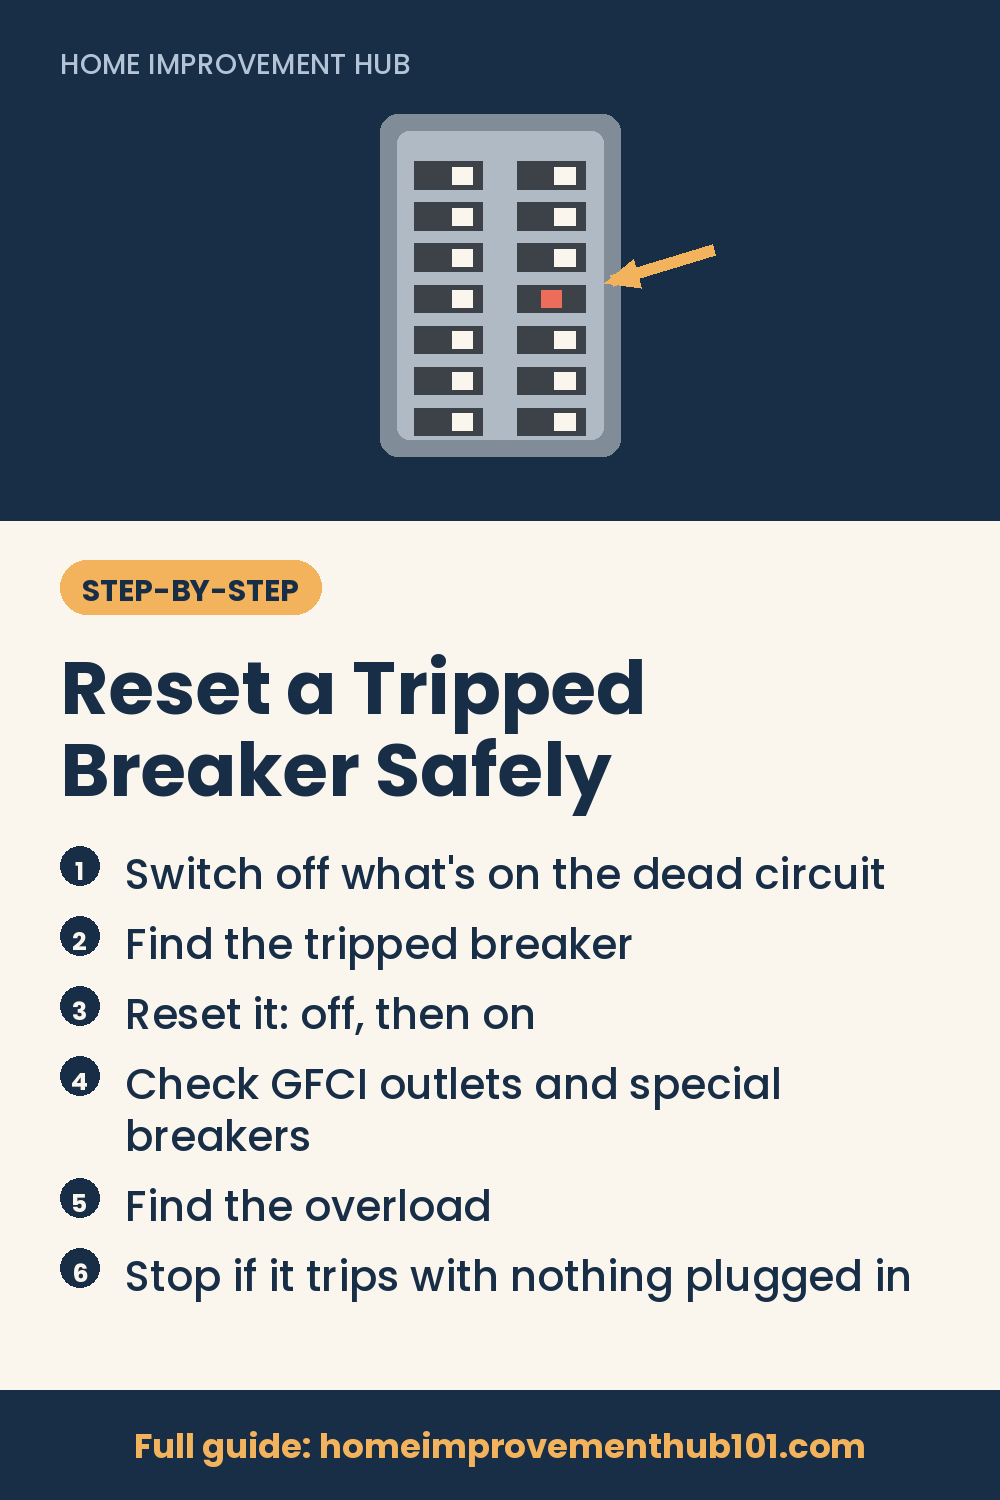 HOME IMPROVEMENT HUB
STEP-BY-STEP
Reset a Tripped
Breaker Safely
1 Switch off what's on the dead circuit
2 Find the tripped breaker
3 Reset it: off, then on
4 Check GFCI outlets and special
breakers
5 Find the overload
6 Stop if it trips with nothing plugged in
Full guide: homeimprovementhub101.com